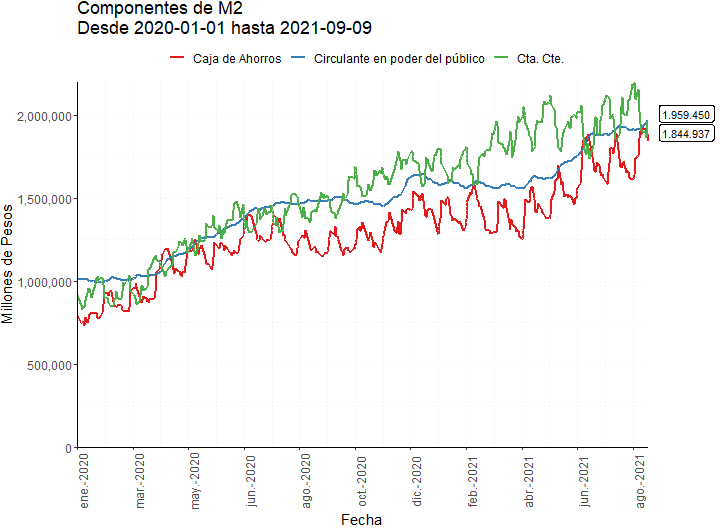 Componentes de M2
Desde 2020-01-01 hasta 2021-09-09
Caja de Ahorros Circulante en poder del público Cta. Cte.
2,000,000
1,500,000
1,000,000
500,000
0
1.959.450
1.844.937
Millones de Pesos
ene.-2020 mar.-2020 may.-2020 jun.-2020 ago.-2020 oct.-2020 dic.-2020 feb.-2021 abr.-2021 jun.-2021 ago.-2021
Fecha